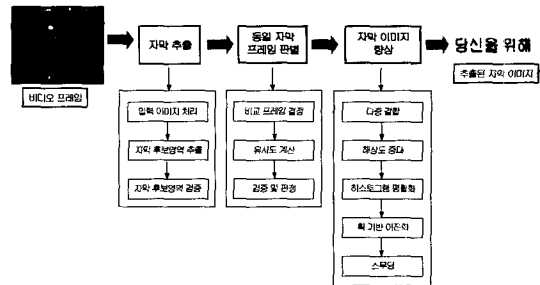 비디오 프레임
자막 추출
동일 자막
프레임 판별
자막 이미지
향상
당신을 위해
추출된 자막 이미지
입력 이미지 처리
자막 후보영역 추출
자막 후보영역 검증
비교 프레임 결정
유사도 계산
검증 및 판정
다중 결합
해상도 증대
히스토그램 평활화
획 기반 이진화
스무딩